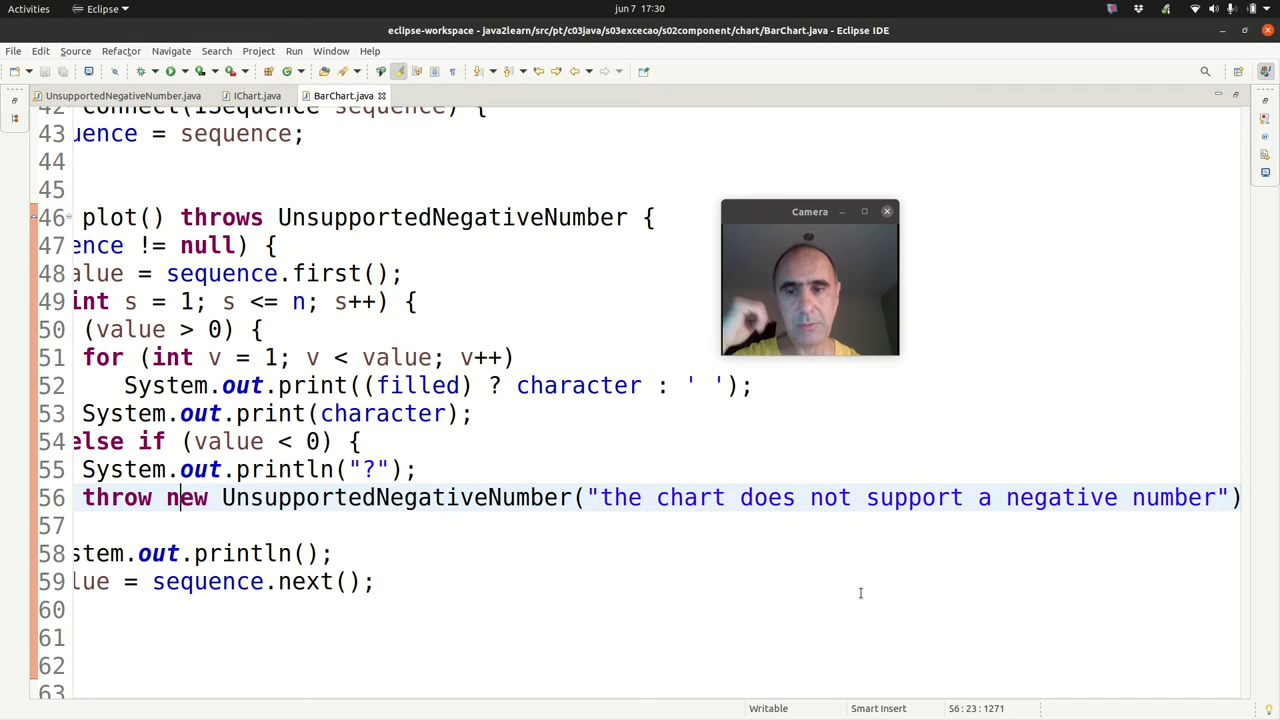 Activities
Eclipse
jun 7 17:30
eclipse-workspace - java2learn/src/pt/c03java/s03excecao/s02component/chart/BarChart.java - Eclipse IDE
File Edit Source Refactor Navigate Search Project Run Window Help
UnsupportedNegativeNumber.java IChart.java BarChart.java
42 connect(ISequence sequence) {
43 uence = sequence;
44
45
46 plot() throws UnsupportedNegativeNumber {
47 ence != null) {
48 alue = sequence.first();
49 int s = 1; s <= n; s++) {
50 (value > 0) {
51 for (int v = 1; v < value; v++)
52 System.out.print((filled) ? character : ' ');
53 System.out.print(character);
54 else if (value < 0) {
55 System.out.println("?");
56 throw new UnsupportedNegativeNumber("the chart does not support a negative number")
57
58 stem.out.println();
59 lue = sequence.next();
60
61
62
63
Camera
Writable Smart Insert 56 : 23 : 1271